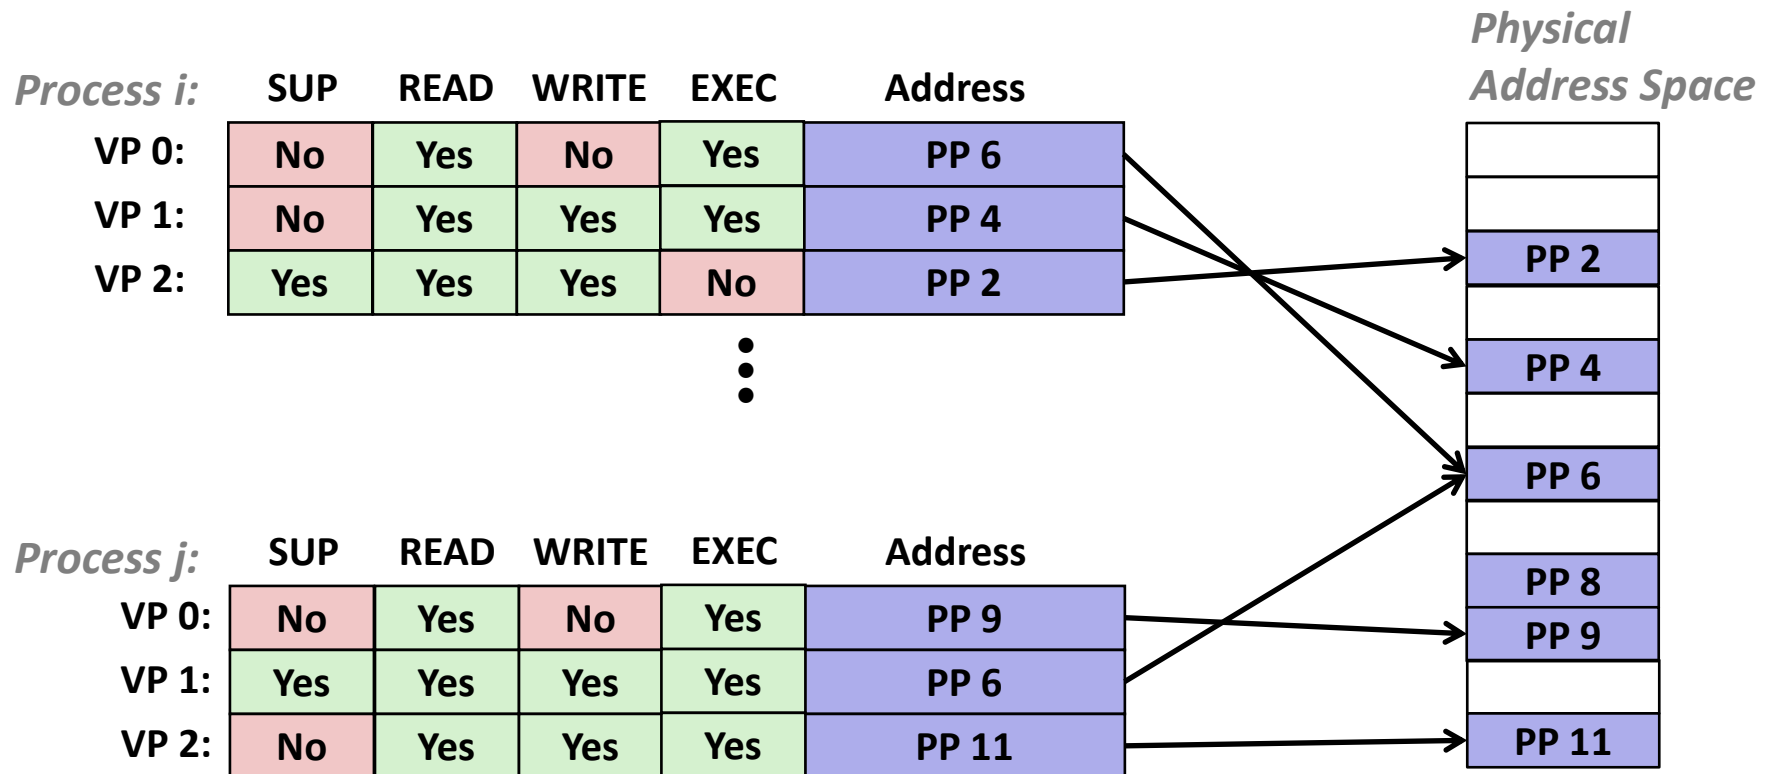 Physical
Address Space
Process i: SUP READ WRITE EXEC Address
VP 0: No Yes No Yes PP 6
VP 1: No Yes Yes Yes PP 4
VP 2: Yes Yes Yes No PP 2
PP 2
PP 4
PP 6
Process j: SUP READ WRITE EXEC Address
PP 8
VP 0: No Yes No Yes PP 9
PP 9
VP 1: Yes Yes Yes Yes PP 6
VP 2: No Yes Yes Yes PP 11
PP 11